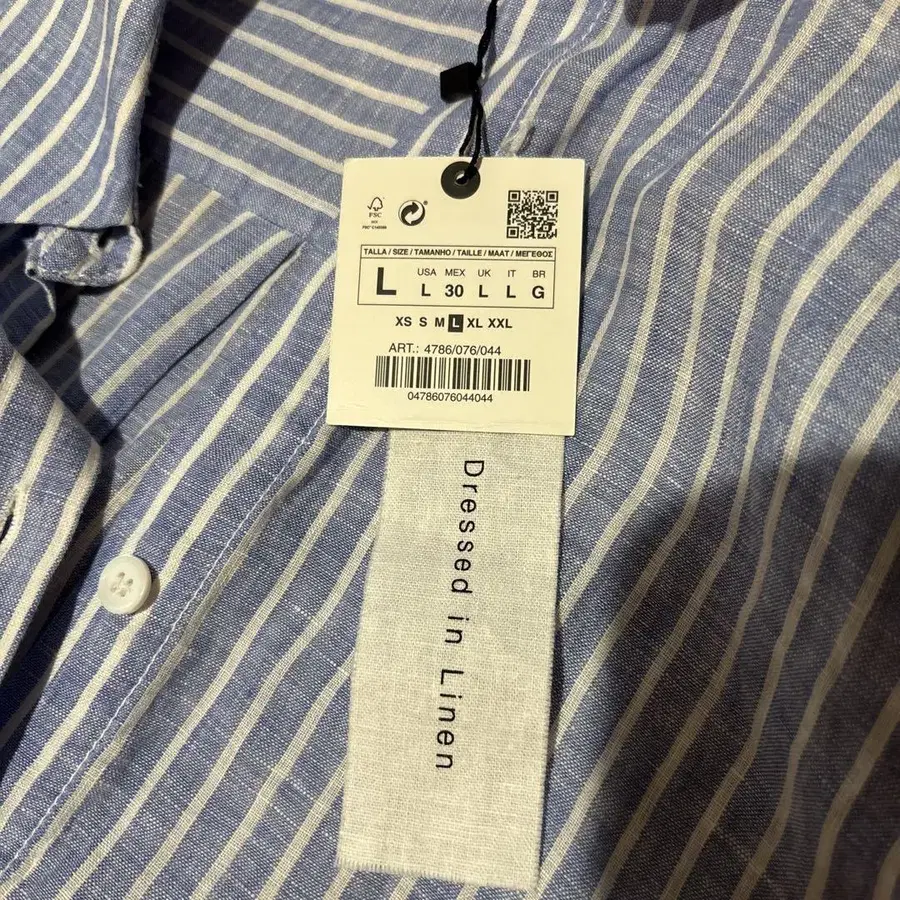 FSC
MIX
TALLA / SIZE / TAMANHO / TAILLE / MAAT / ΜΕΓΕΘΟΣ
L
USA MEX UK IT BR
L 30 L L G
XS S M L XL XXL
ART.: 4786/076/044
04786076044044
Dressed in Linen